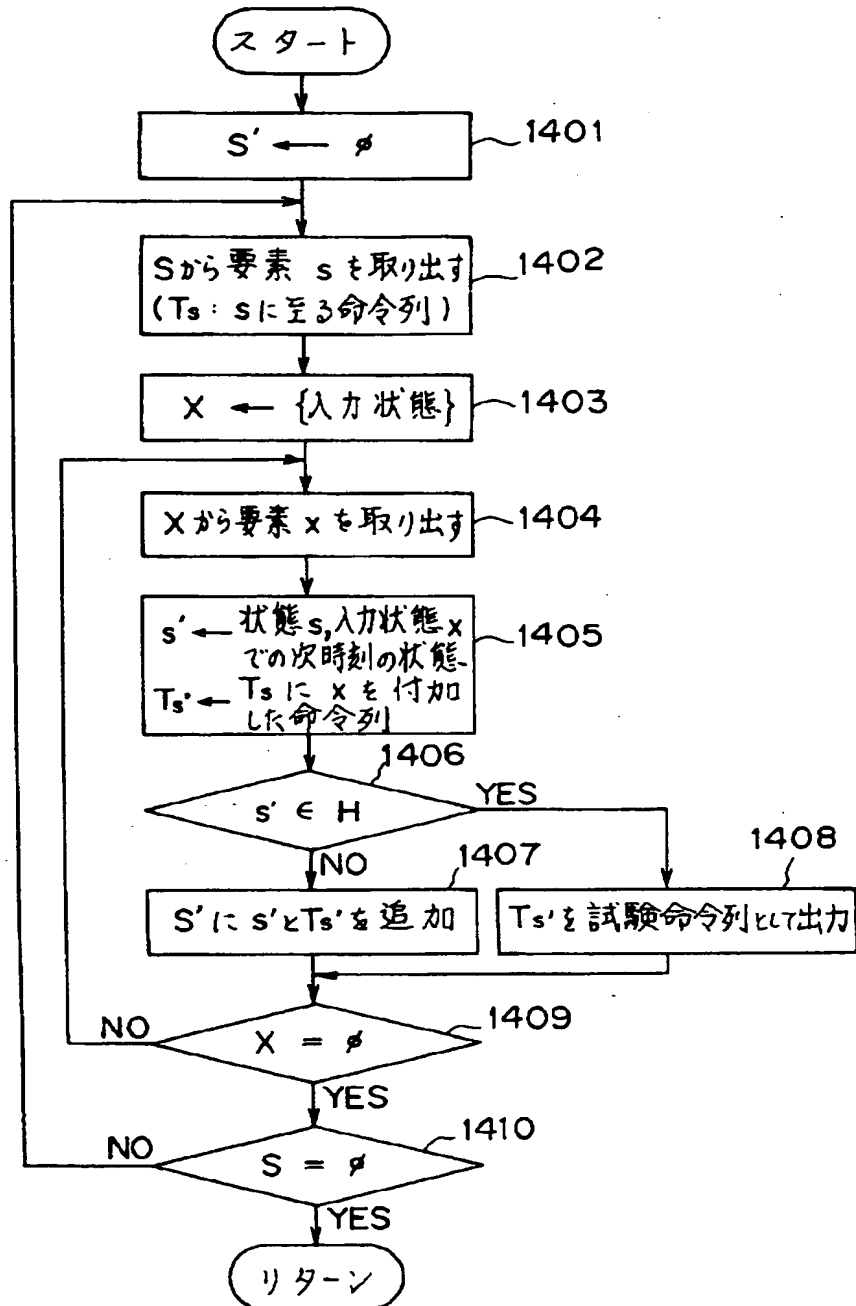 スタート
S' ← ø
1401
Sから要素 s を取り出す
(Ts: sに至る命令列)
1402
X ← {入力状態}
1403
Xから要素 x を取り出す
1404
s' ← 状態s,入力状態x
での次時刻の状態
Ts' ← Ts に x を付加
した命令列
1405
1406
s' ∈ H
YES
NO
1407
S' に s'とTs'を追加
1408
Ts'を試験命令列として出力
1409
X = ø
NO
YES
1410
S = ø
NO
YES
リターン